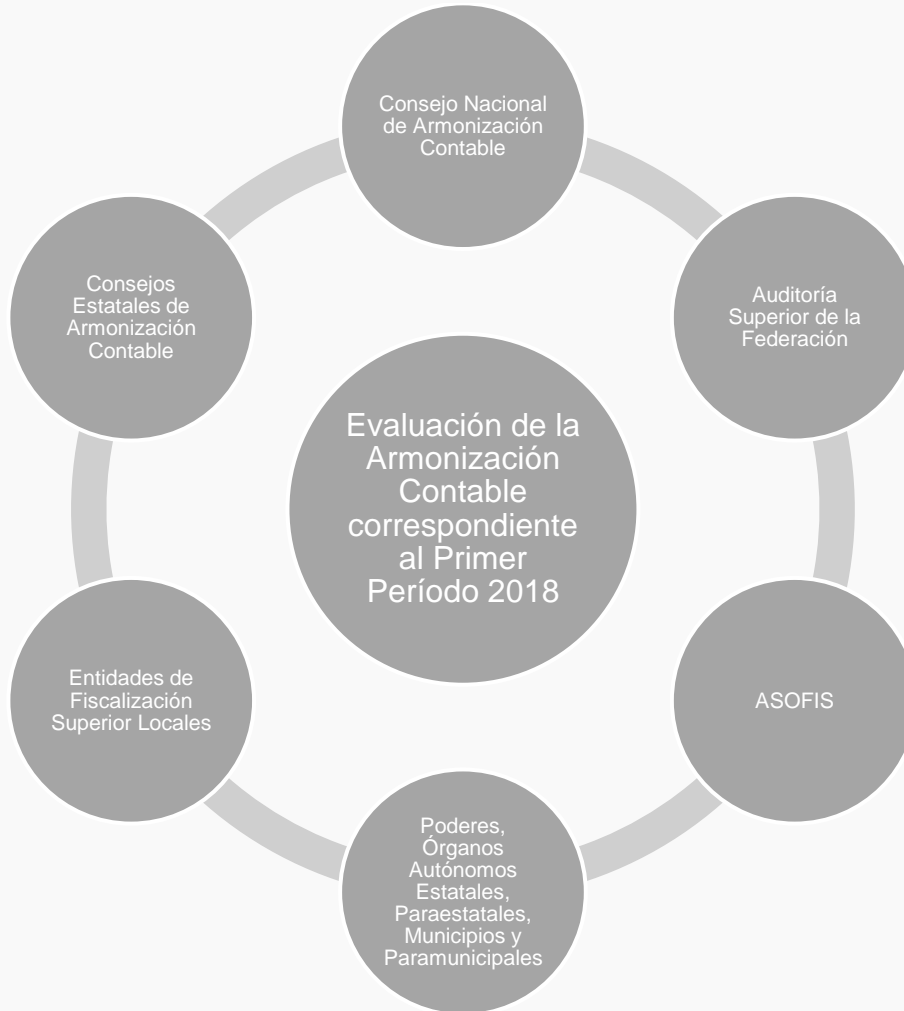 Consejo Nacional
de Armonización
Contable
Consejos
Estatales de
Armonización
Contable
Auditoría
Superior de la
Federación
Evaluación de la
Armonización
Contable
correspondiente
al Primer
Período 2018
Entidades de
Fiscalización
Superior Locales
ASOFIS
Poderes,
Órganos
Autónomos
Estatales,
Paraestatales,
Municipios y
Paramunicipales